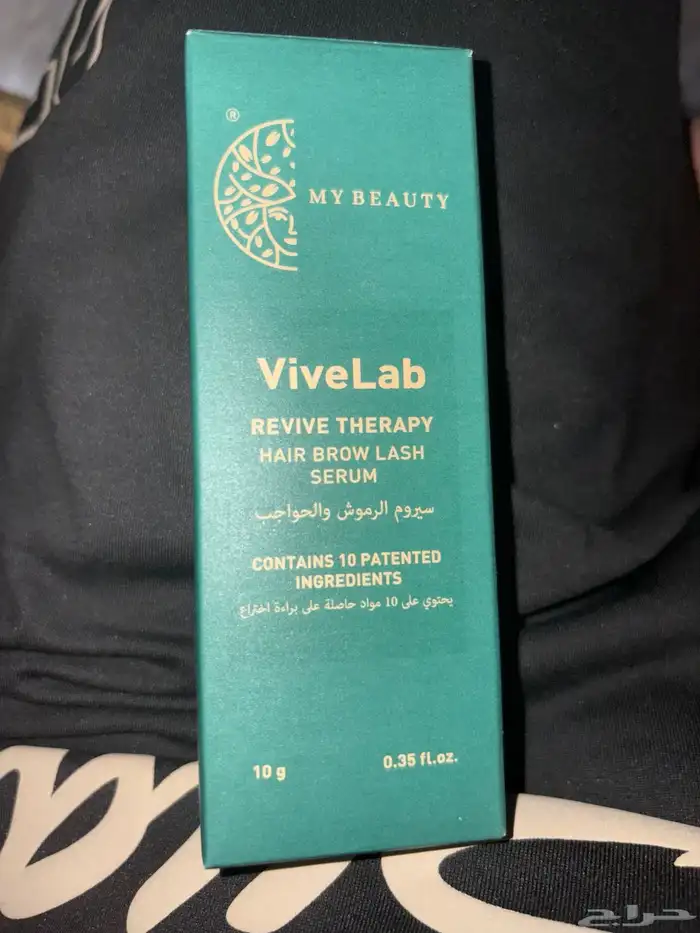 ®
MY BEAUTY
ViveLab
REVIVE THERAPY
HAIR BROW LASH
SERUM
سيروم الرموش والحواجب
CONTAINS 10 PATENTED
INGREDIENTS
يحتوي على 10 مواد حاصلة على براءة اختراع
10 g
0.35 fl.oz.
حراج